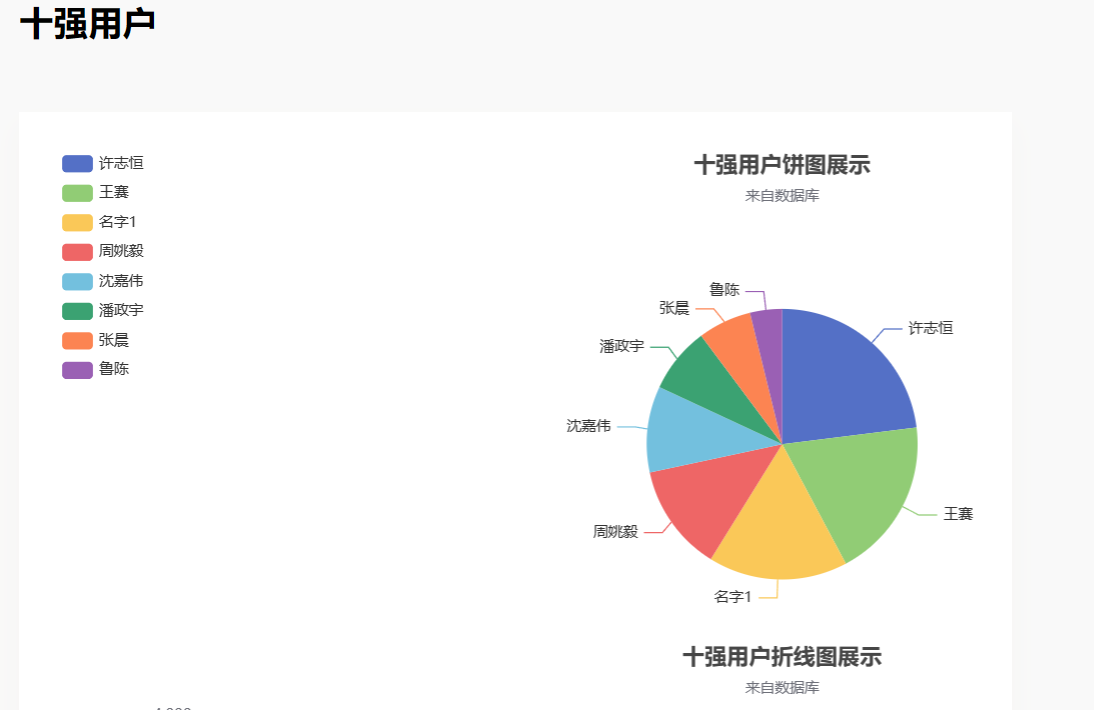 十强用户
许志恒
王赛
名字1
周姚毅
沈嘉伟
潘政宇
张晨
鲁陈
十强用户饼图展示
来自数据库
鲁陈
张晨
许志恒
潘政宇
沈嘉伟
王赛
周姚毅
名字1
十强用户折线图展示
来自数据库